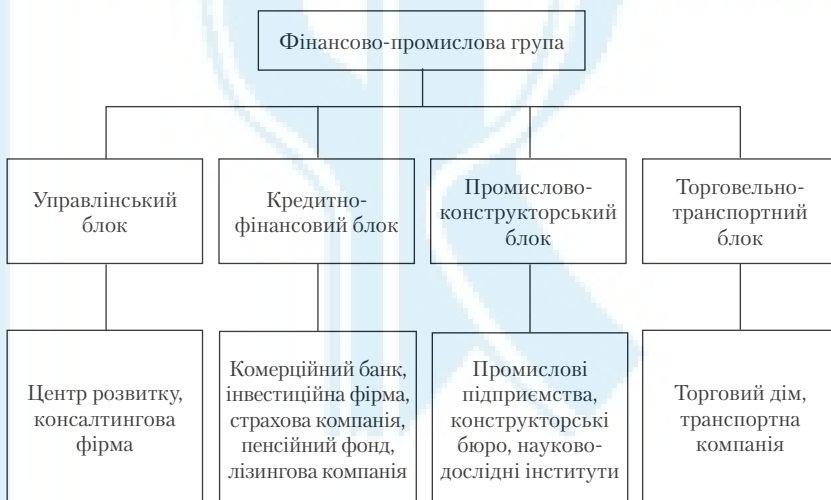 Фінансово-промислова група
Управлінський
блок
Кредитно-
фінансовий блок
Промислово-
конструкторський
блок
Торговельно-
транспортний
блок
Центр розвитку,
консалтингова
фірма
Комерційний банк,
інвестиційна фірма,
страхова компанія,
пенсійний фонд,
лізингова компанія
Промислові
підприємства,
конструкторські
бюро, науково-
дослідні інститути
Торговий дім,
транспортна
компанія